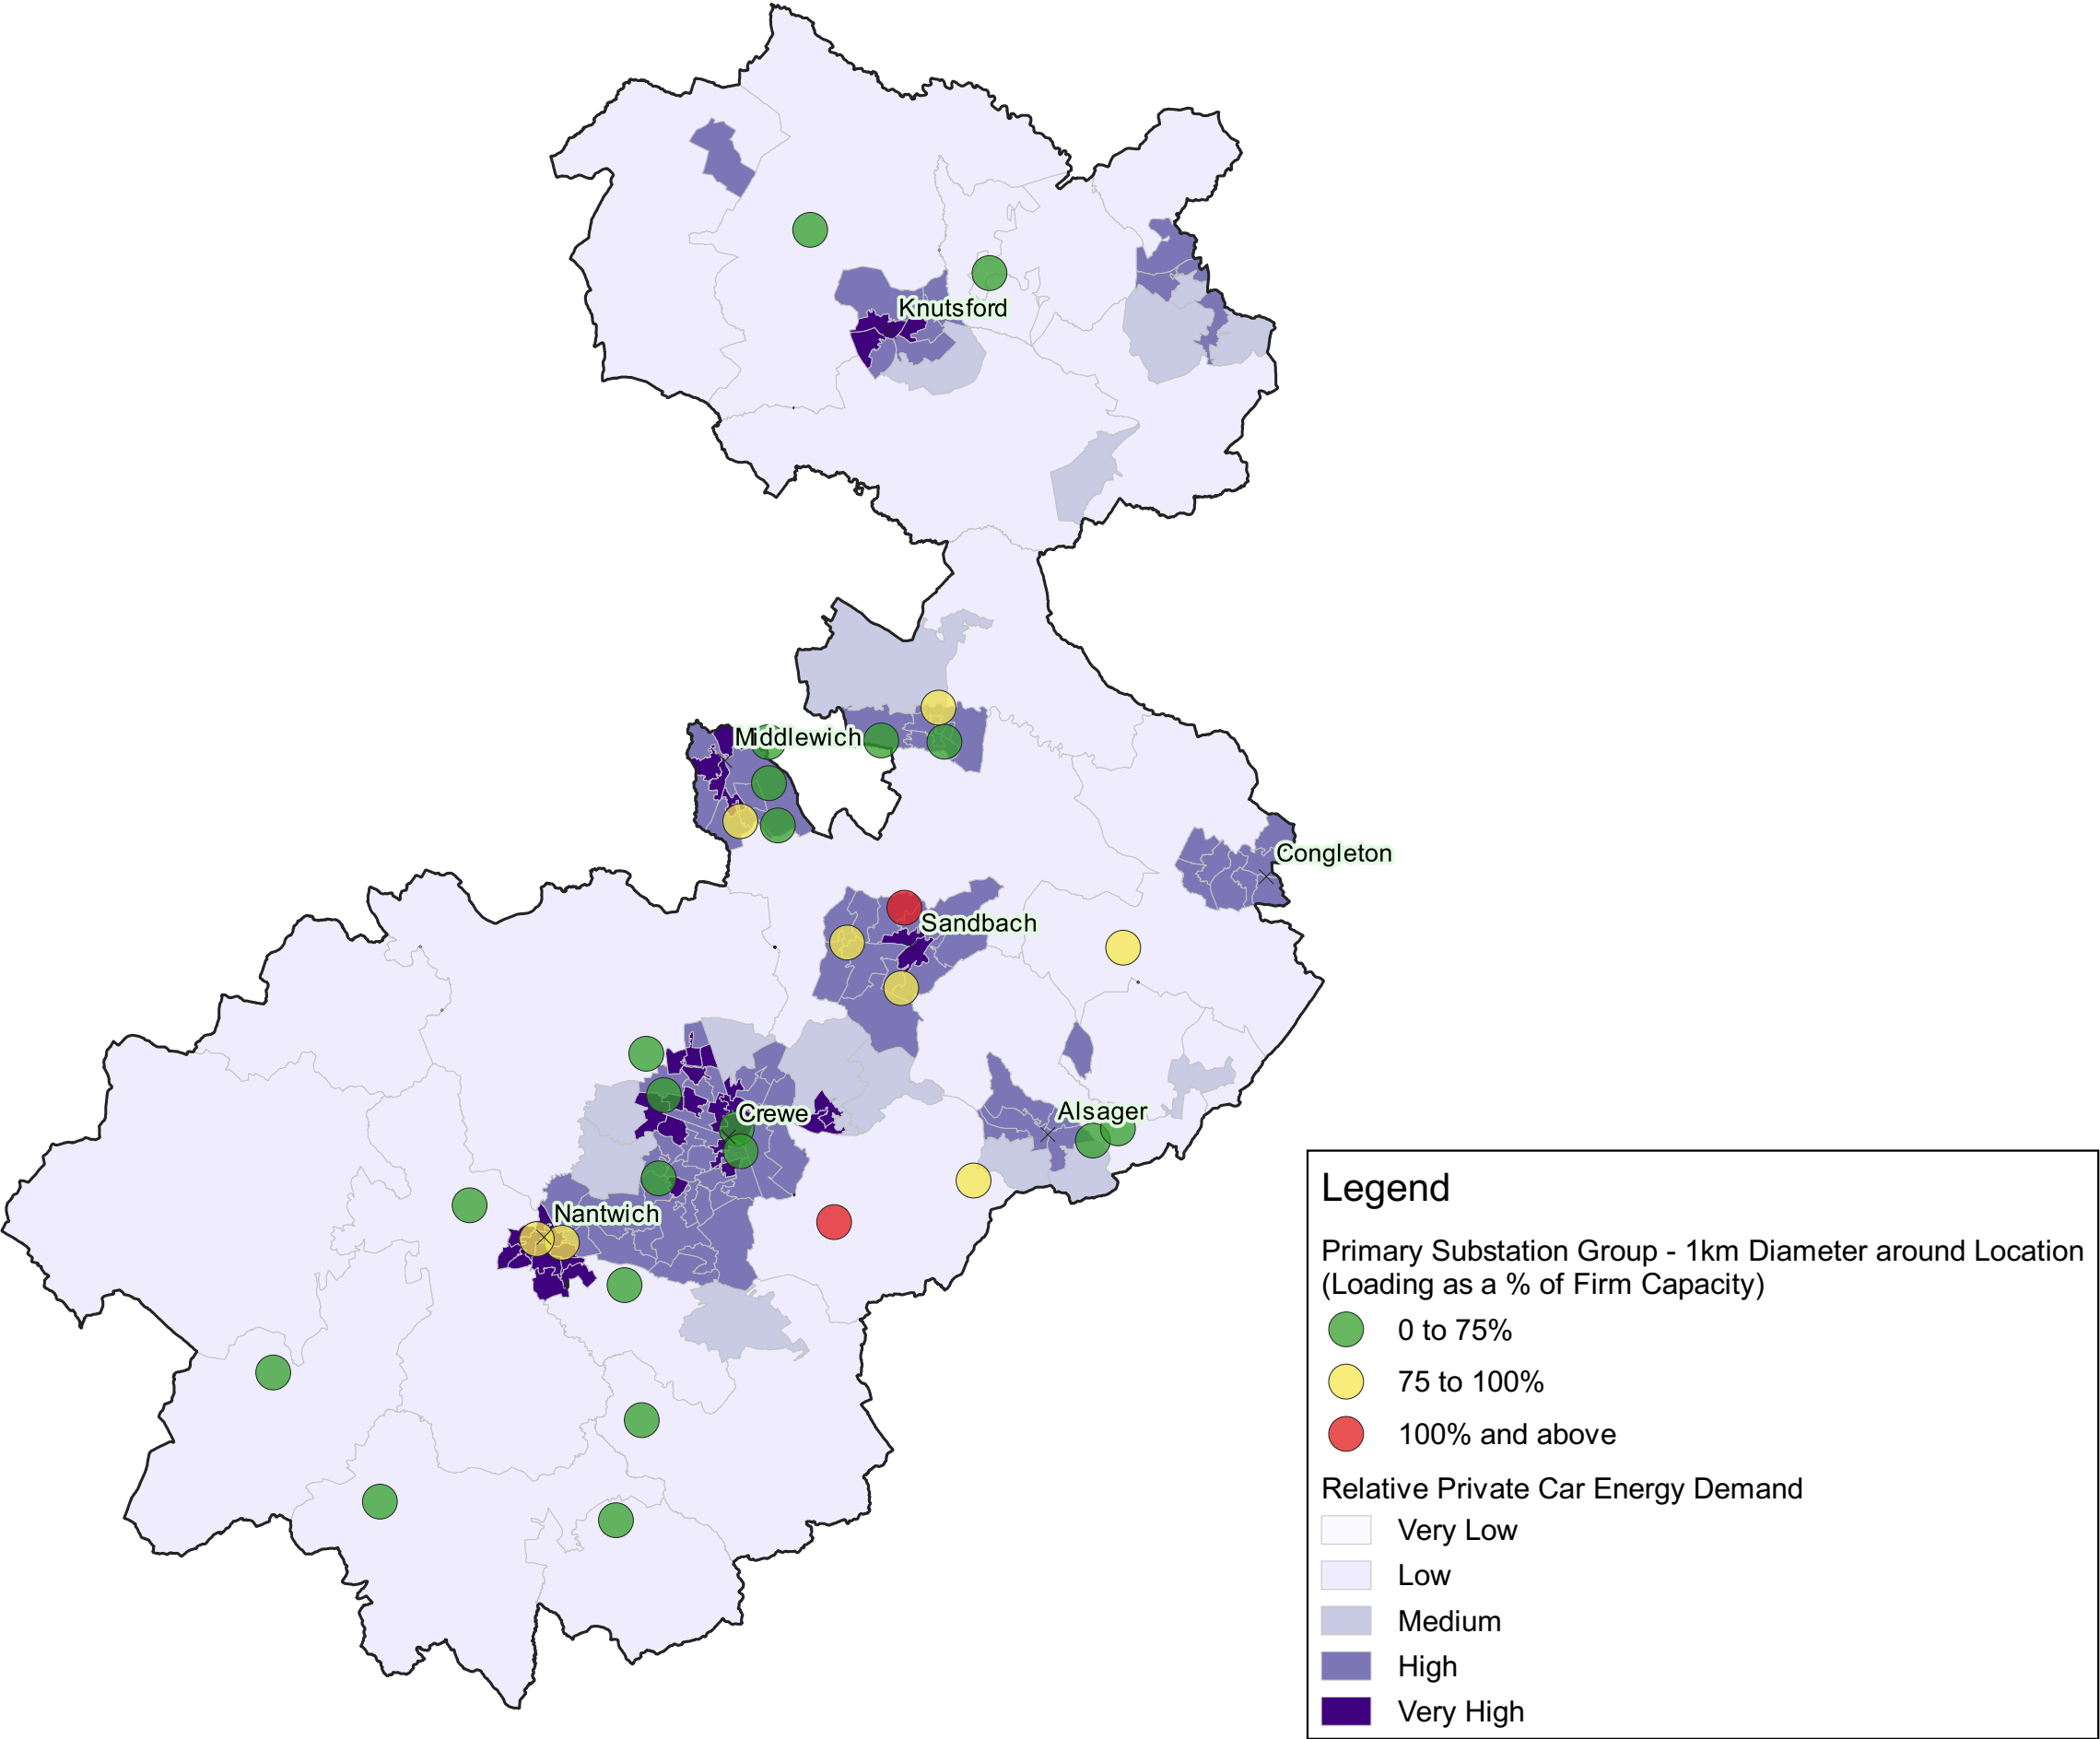 Knutsford
Middlewich
Congleton
Sandbach
Crewe
Alsager
Nantwich
Legend
Primary Substation Group - 1km Diameter around Location
(Loading as a % of Firm Capacity)
0 to 75%
75 to 100%
100% and above
Relative Private Car Energy Demand
Very Low
Low
Medium
High
Very High